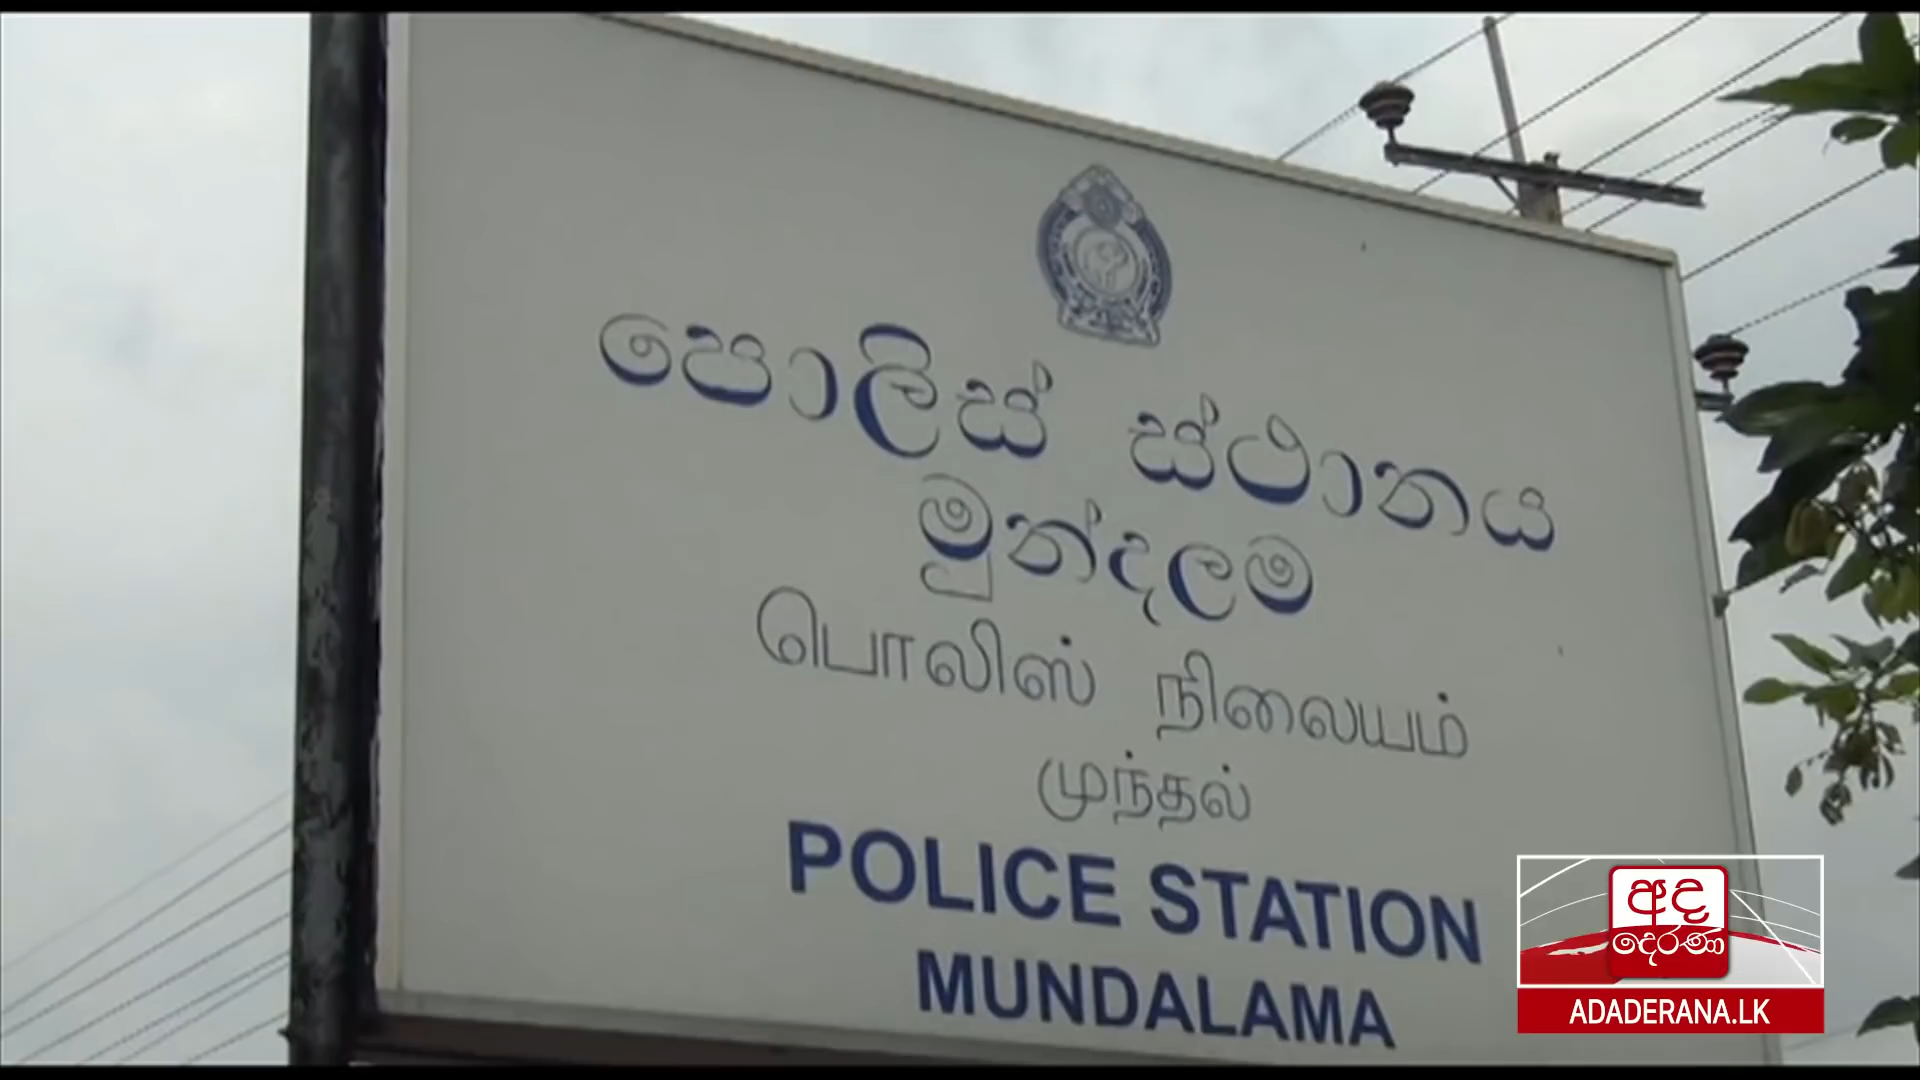 පොලිස් ස්ථානය
මුන්දලම
பொலிஸ் நிலையம்
முந்தல்
POLICE STATION
MUNDALAMA
අද
දෙරණ
ADADERANA.LK